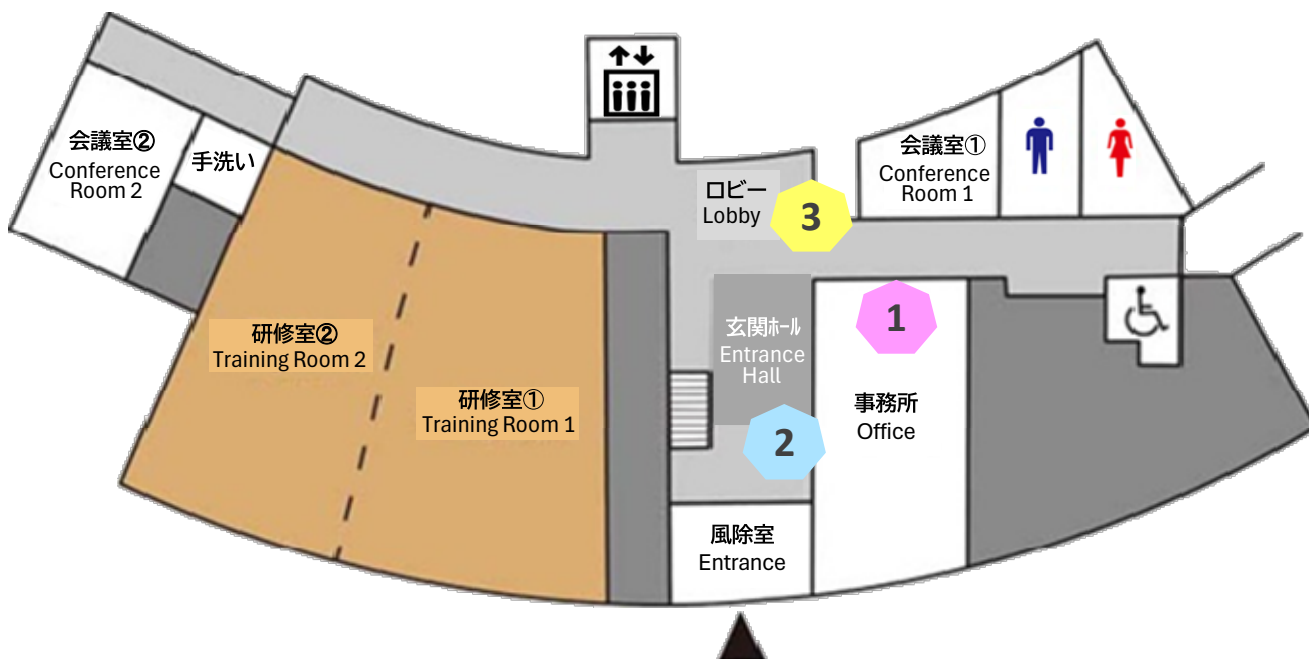 会議室②
Conference
Room 2
手洗い
研修室②
Training Room 2
研修室①
Training Room 1
ロビー
Lobby
3
会議室①
Conference
Room 1
玄関ホール
Entrance
Hall
1
2
事務所
Office
風除室
Entrance